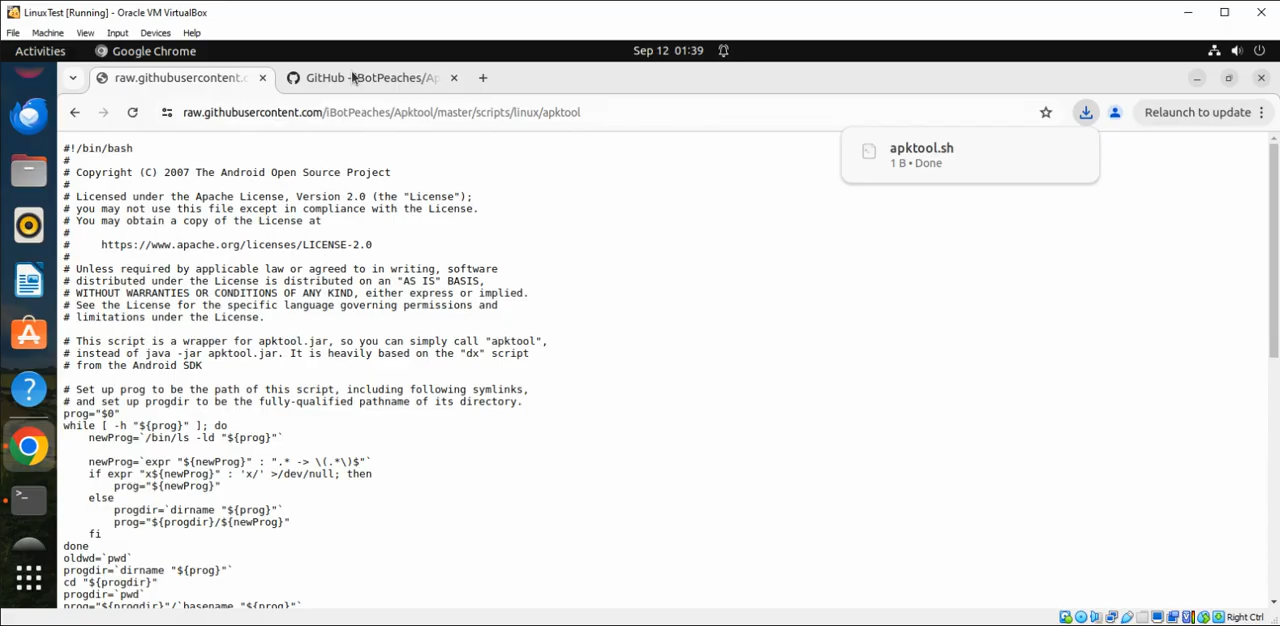 LinuxTest [Running] - Oracle VM VirtualBox
File Machine View Input Devices Help
Activities Google Chrome Sep 12 01:39
raw.githubusercontent.c GitHub - iBotPeaches/Ap
raw.githubusercontent.com/iBotPeaches/Apktool/master/scripts/linux/apktool Relaunch to update
apktool.sh
1 B • Done
#!/bin/bash
#
# Copyright (C) 2007 The Android Open Source Project
#
# Licensed under the Apache License, Version 2.0 (the "License");
# you may not use this file except in compliance with the License.
# You may obtain a copy of the License at
#
#     https://www.apache.org/licenses/LICENSE-2.0
#
# Unless required by applicable law or agreed to in writing, software
# distributed under the License is distributed on an "AS IS" BASIS,
# WITHOUT WARRANTIES OR CONDITIONS OF ANY KIND, either express or implied.
# See the License for the specific language governing permissions and
# limitations under the License.
# This script is a wrapper for apktool.jar, so you can simply call "apktool",
# instead of java -jar apktool.jar. It is heavily based on the "dx" script
# from the Android SDK
# Set up prog to be the path of this script, including following symlinks,
# and set up progdir to be the fully-qualified pathname of its directory.
prog="$0"
while [ -h "${prog}" ]; do
    newProg=`/bin/ls -ld "${prog}"`
    newProg=`expr "${newProg}" : ".* -> \(.*\)$"`
    if expr "x${newProg}" : 'x/' >/dev/null; then
        prog="${newProg}"
    else
        progdir=`dirname "${prog}"`
        prog="${progdir}/${newProg}"
    fi
done
oldwd=`pwd`
progdir=`dirname "${prog}"`
cd "${progdir}"
progdir=`pwd`
prog="${progdir}"/`basename "${prog}"`
Right Ctrl